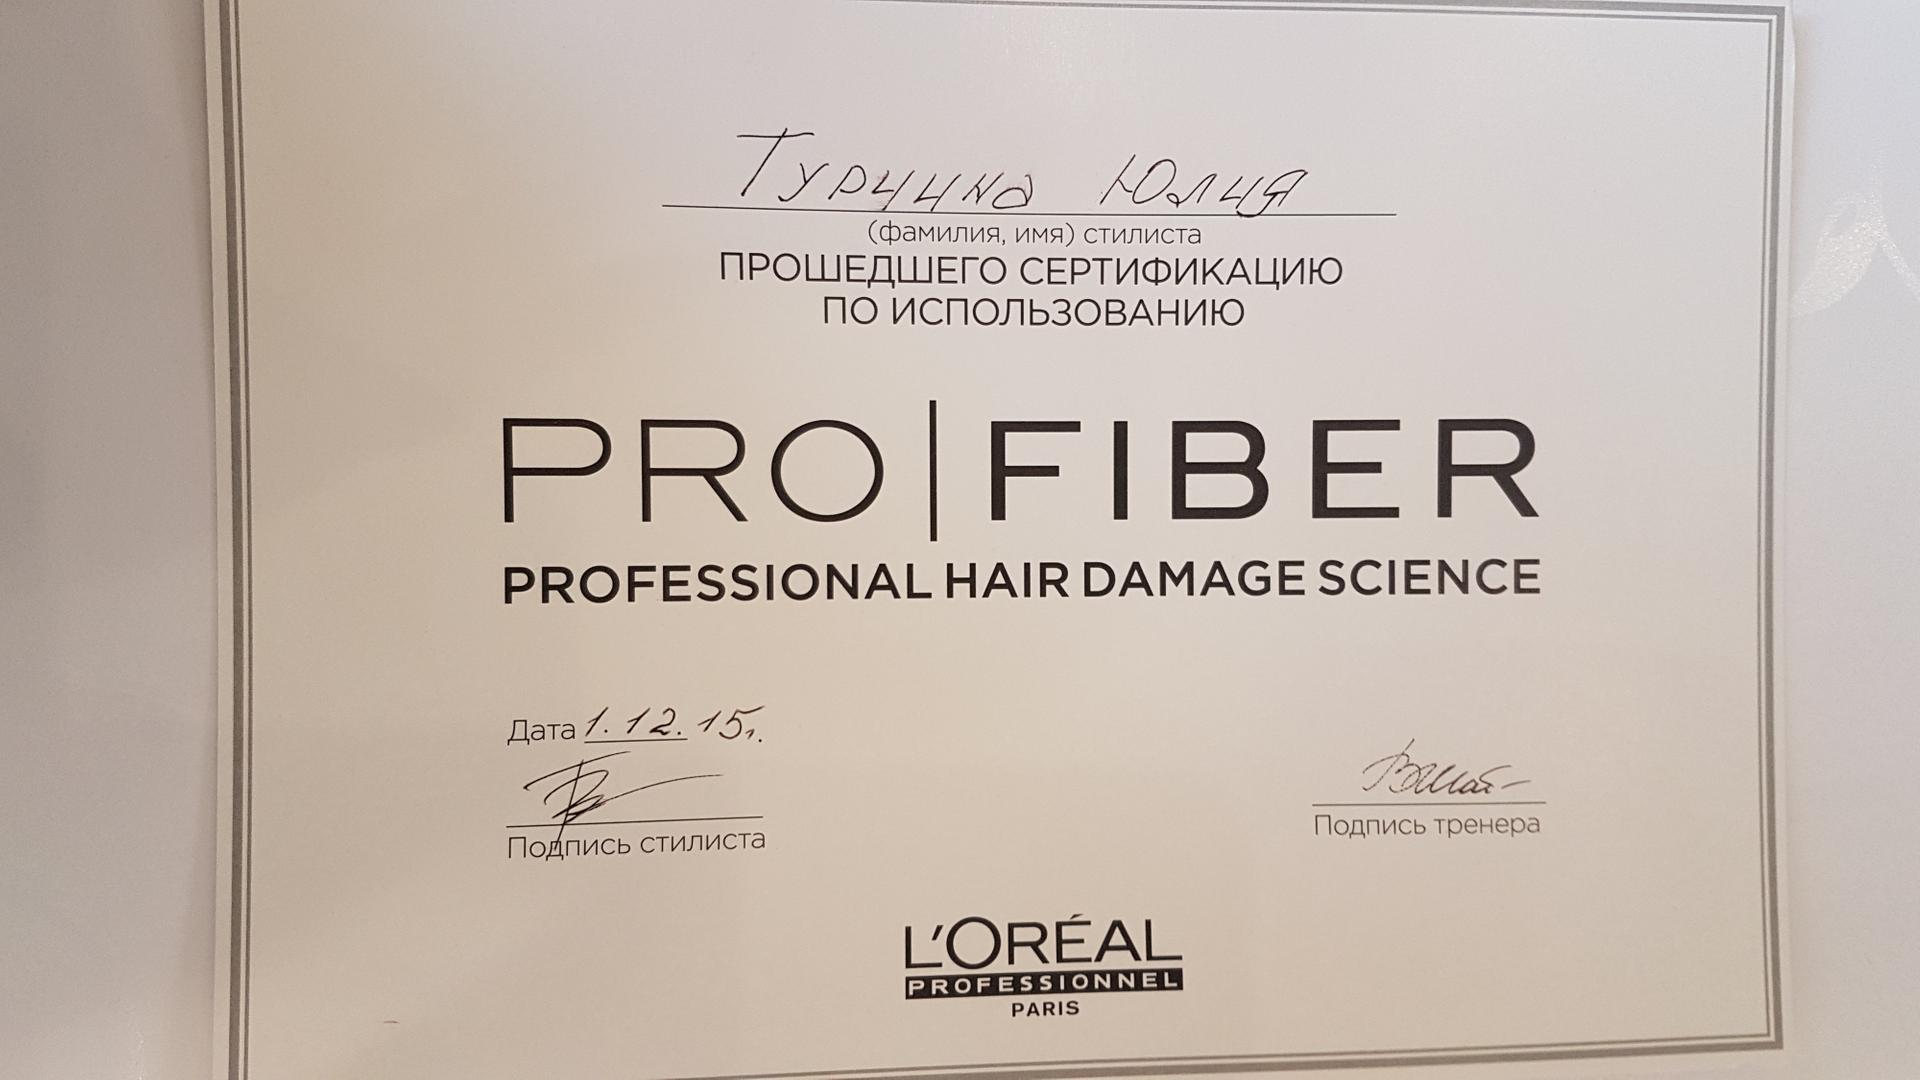 Турчина Юлия
(фамилия, имя) стилиста
ПРОШЕДШЕГО СЕРТИФИКАЦИЮ
ПО ИСПОЛЬЗОВАНИЮ
PRO|FIBER
PROFESSIONAL HAIR DAMAGE SCIENCE
Дата 1.12.15г.
Подпись стилиста
Подпись тренера
L'ORÉAL
PROFESSIONNEL
PARIS